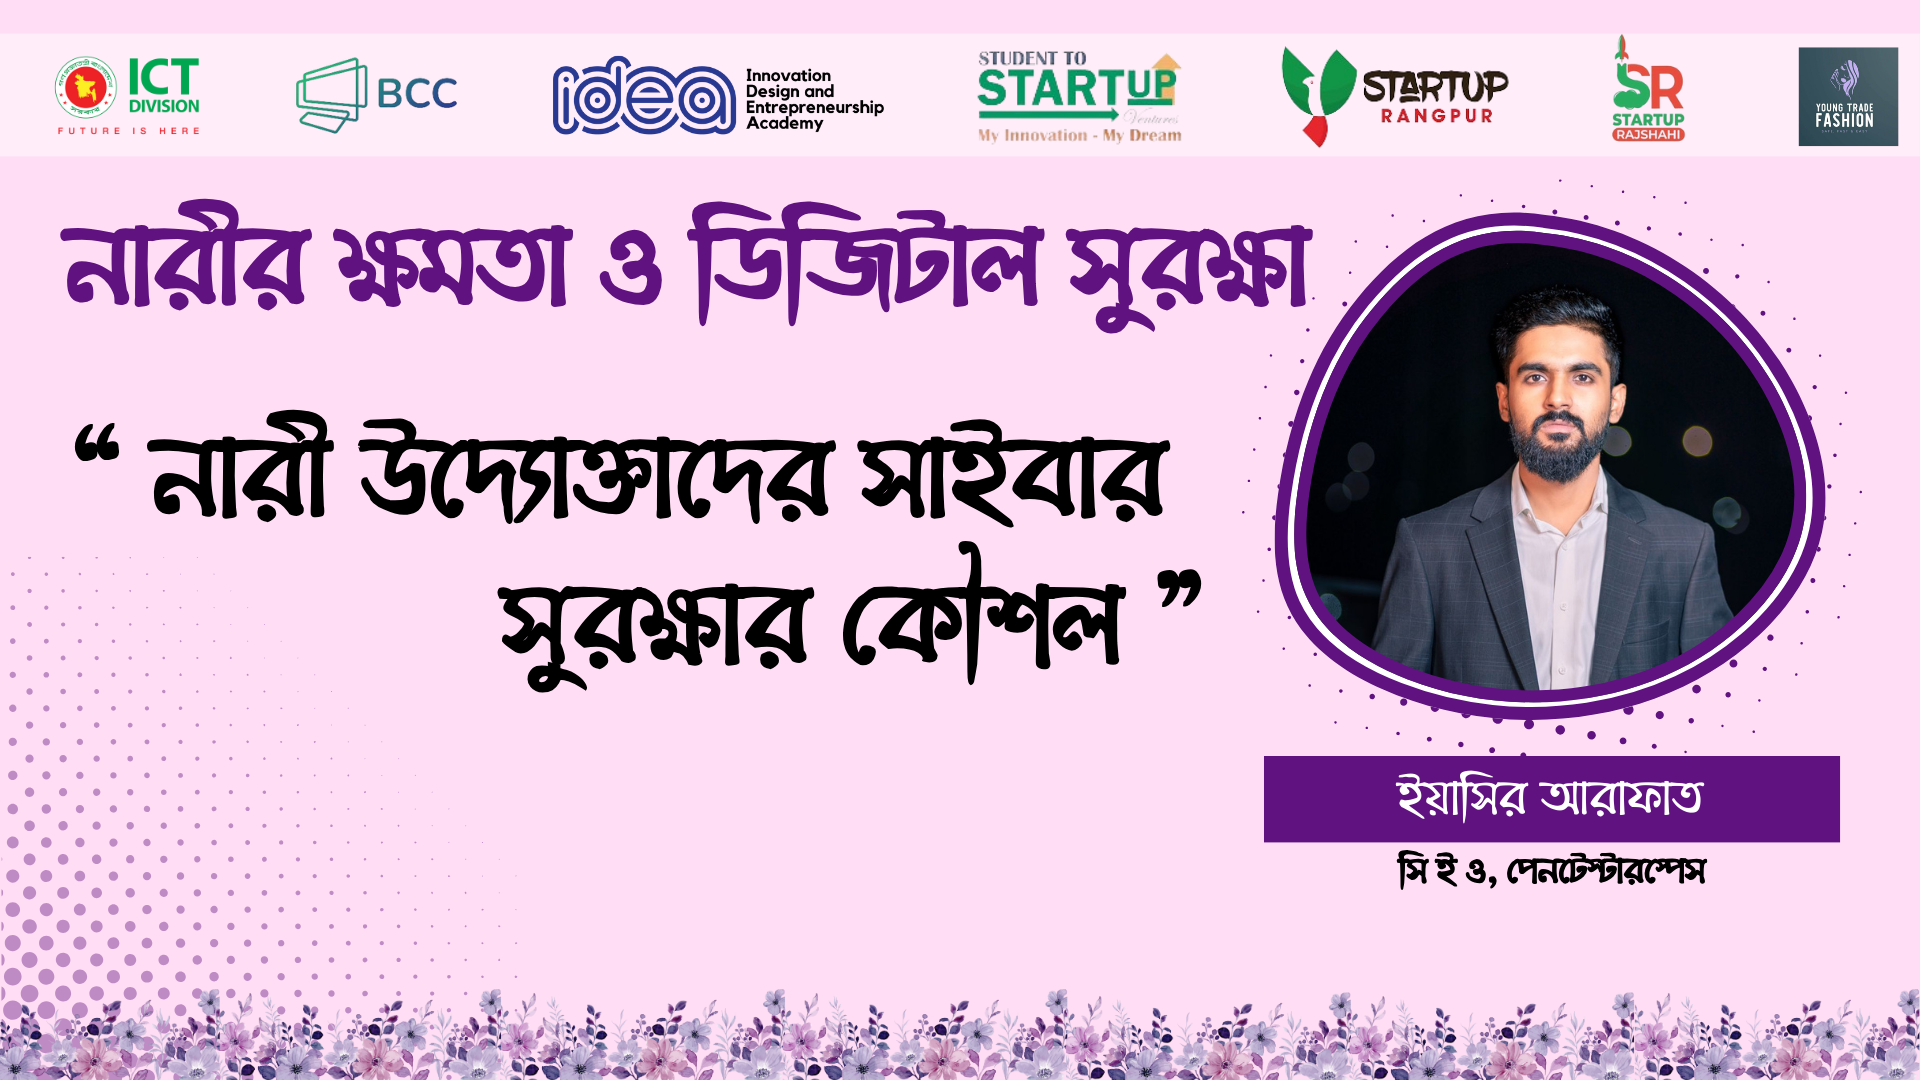 ICT
DIVISION
FUTURE IS HERE
BCC
idea
Innovation
Design and
Entrepreneurship
Academy
STUDENT TO
STARTUP
Ventures
My Innovation - My Dream
STARTUP
RANGPUR
SR
STARTUP
RAJSHAHI
YOUNG TRADE
FASHION
নারীর ক্ষমতা ও ডিজিটাল সুরক্ষা
“ নারী উদ্যোক্তাদের সাইবার
সুরক্ষার কৌশল ”
ইয়াসির আরাফাত
সি ই ও, পেনটেস্টারস্পেস